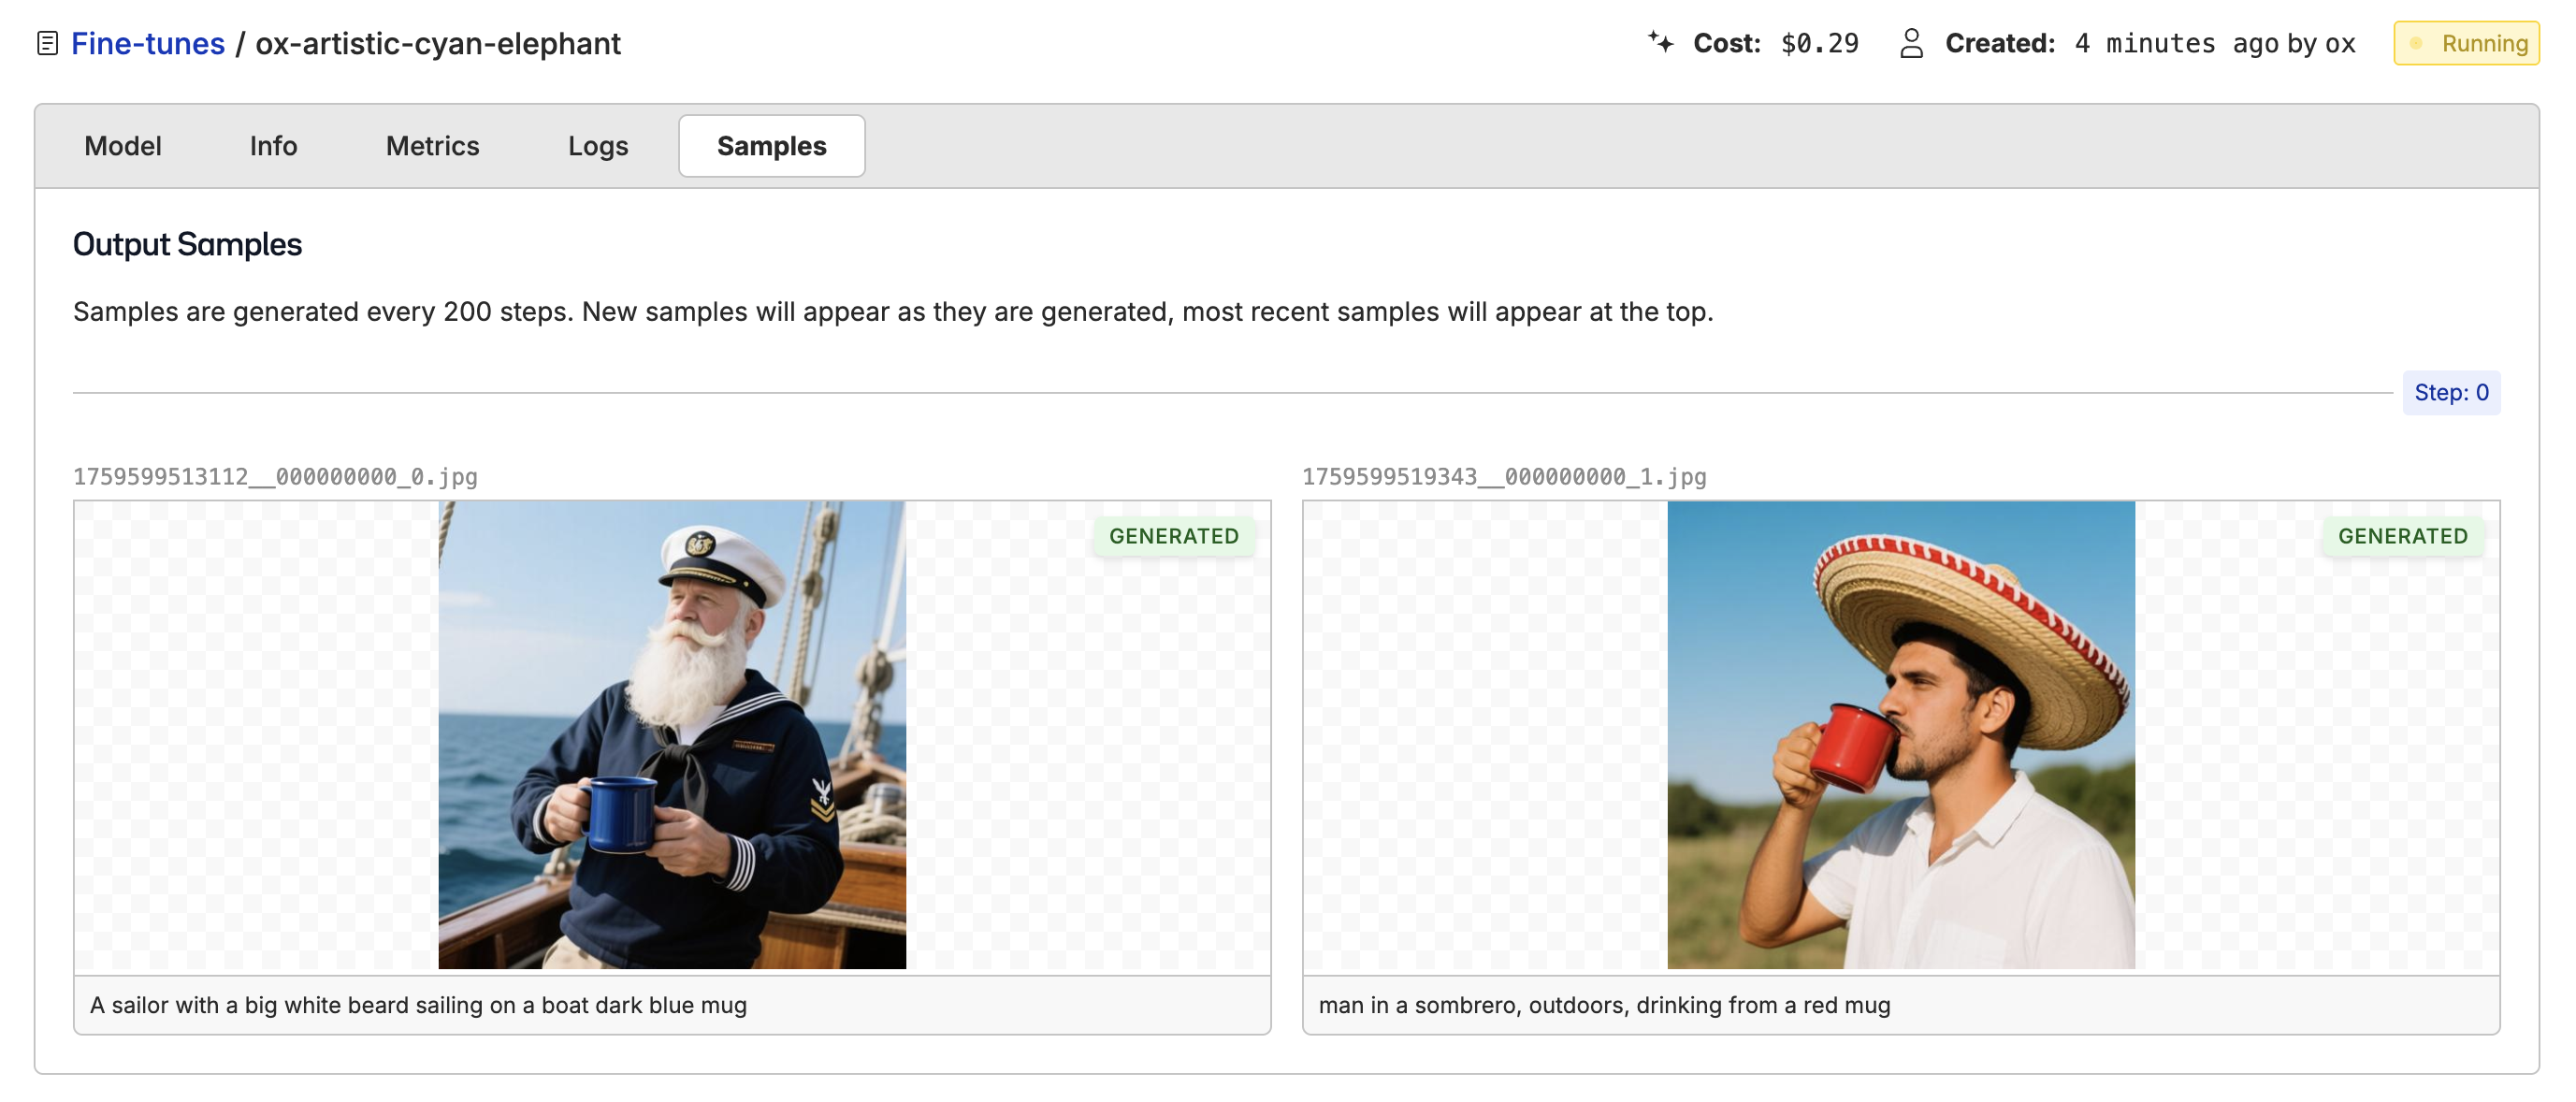 Fine-tunes / ox-artistic-cyan-elephant
Cost: $0.29
Created: 4 minutes ago by ox
Running
Model
Info
Metrics
Logs
Samples
Output Samples
Samples are generated every 200 steps. New samples will appear as they are generated, most recent samples will appear at the top.
Step: 0
1759599513112__000000000_0.jpg
GENERATED
A sailor with a big white beard sailing on a boat dark blue mug
1759599519343__000000000_1.jpg
GENERATED
man in a sombrero, outdoors, drinking from a red mug